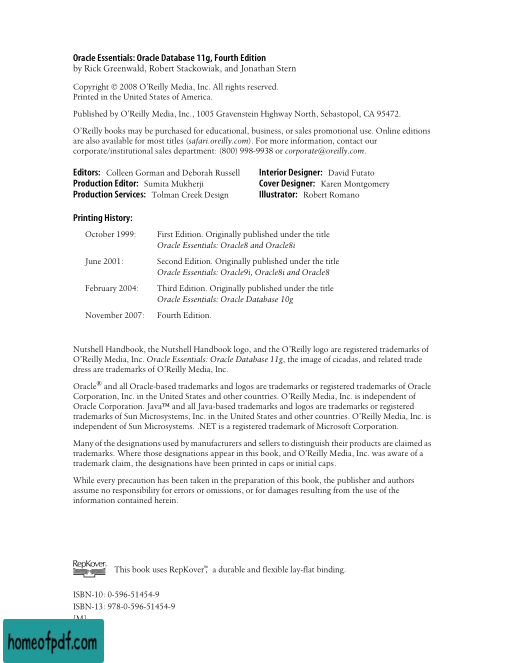 Oracle Essentials: Oracle Database 11g, Fourth Edition
by Rick Greenwald, Robert Stackowiak, and Jonathan Stern
Copyright © 2008 O’Reilly Media, Inc. All rights reserved.
Printed in the United States of America.
Published by O’Reilly Media, Inc., 1005 Gravenstein Highway North, Sebastopol, CA 95472.
O’Reilly books may be purchased for educational, business, or sales promotional use. Online editions
are also available for most titles (safari.oreilly.com). For more information, contact our
corporate/institutional sales department: (800) 998-9938 or corporate@oreilly.com.
Editors: Colleen Gorman and Deborah Russell
Production Editor: Sumita Mukherji
Production Services: Tolman Creek Design
Interior Designer: David Futato
Cover Designer: Karen Montgomery
Illustrator: Robert Romano
Printing History:
October 1999: First Edition. Originally published under the title
Oracle Essentials: Oracle8 and Oracle8i
June 2001: Second Edition. Originally published under the title
Oracle Essentials: Oracle9i, Oracle8i and Oracle8
February 2004: Third Edition. Originally published under the title
Oracle Essentials: Oracle Database 10g
November 2007: Fourth Edition.
Nutshell Handbook, the Nutshell Handbook logo, and the O’Reilly logo are registered trademarks of
O’Reilly Media, Inc. Oracle Essentials: Oracle Database 11g, the image of cicadas, and related trade
dress are trademarks of O’Reilly Media, Inc.
Oracle® and all Oracle-based trademarks and logos are trademarks or registered trademarks of Oracle
Corporation, Inc. in the United States and other countries. O’Reilly Media, Inc. is independent of
Oracle Corporation. Java™ and all Java-based trademarks and logos are trademarks or registered
trademarks of Sun Microsystems, Inc. in the United States and other countries. O’Reilly Media, Inc. is
independent of Sun Microsystems. .NET is a registered trademark of Microsoft Corporation.
Many of the designations used by manufacturers and sellers to distinguish their products are claimed as
trademarks. Where those designations appear in this book, and O’Reilly Media, Inc. was aware of a
trademark claim, the designations have been printed in caps or initial caps.
While every precaution has been taken in the preparation of this book, the publisher and authors
assume no responsibility for errors or omissions, or for damages resulting from the use of the
information contained herein.
RepKover™
This book uses RepKover™, a durable and flexible lay-flat binding.
ISBN-10: 0-596-51454-9
ISBN-13: 978-0-596-51454-9
[M]
homeofpdf.com